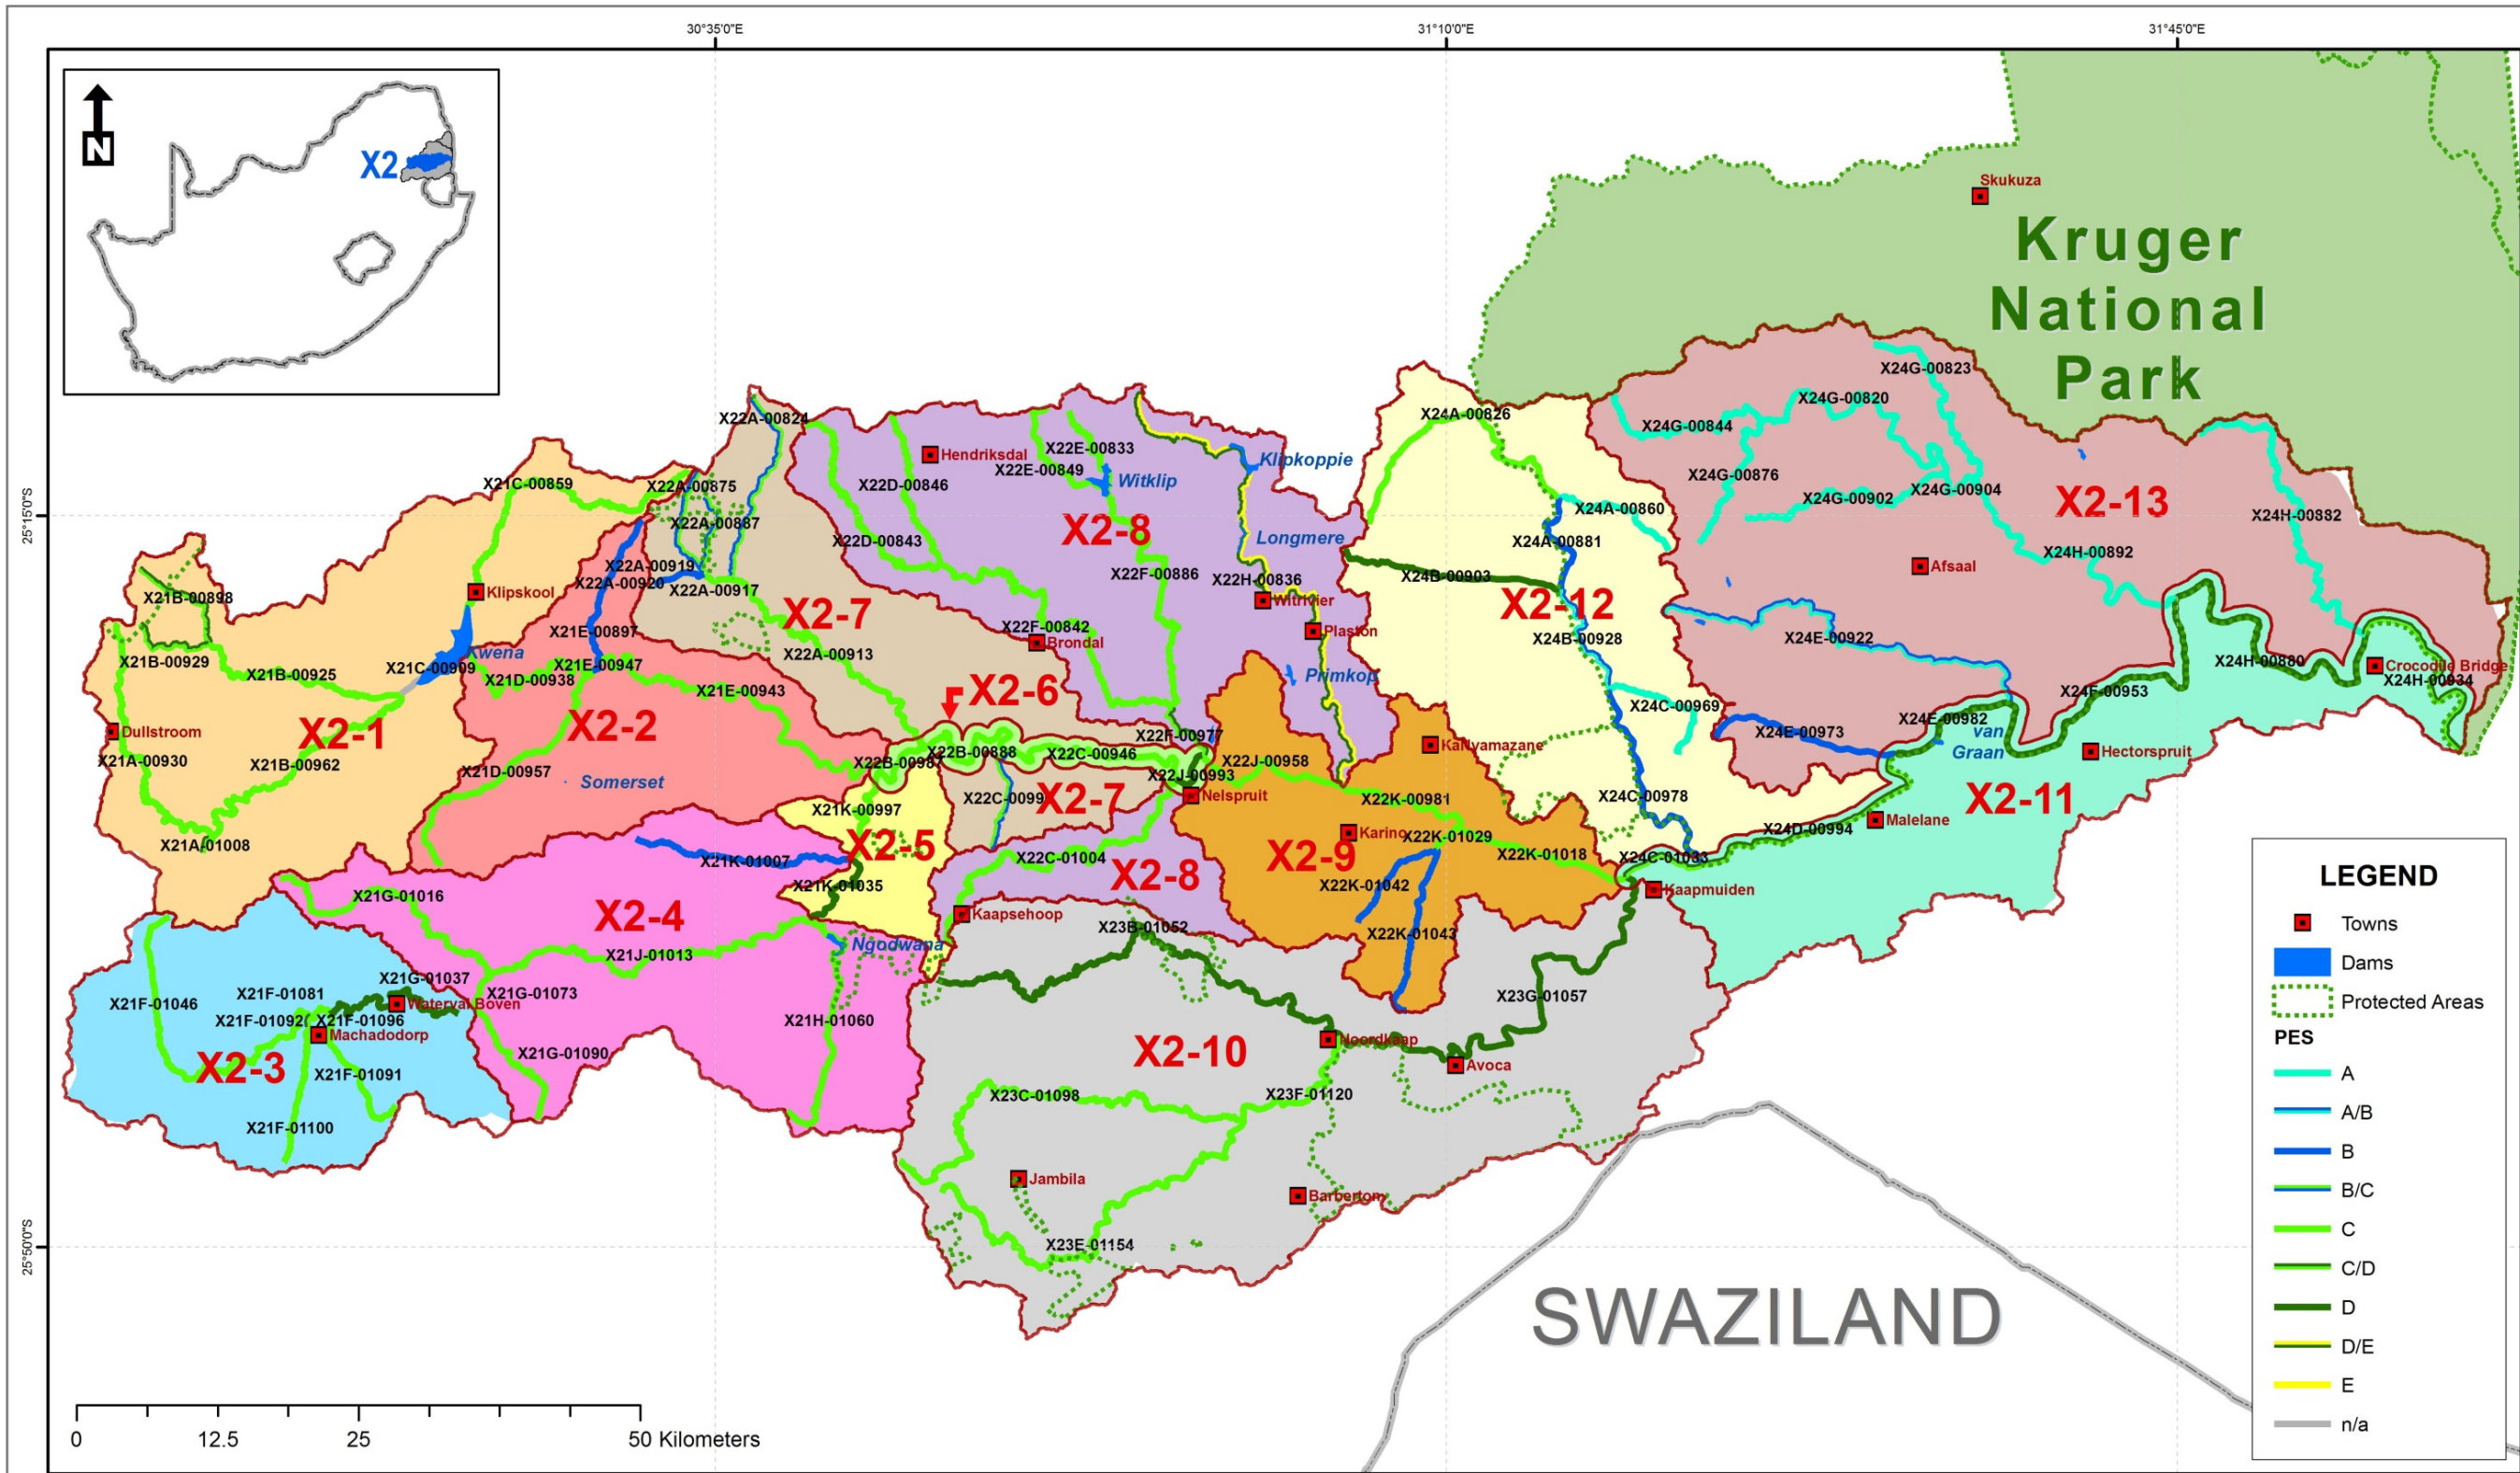 30°35'0"E
31°10'0"E
31°45'0"E
25°15'0"S
25°50'0"S
N
X2
Skukuza
Kruger
National
Park
X24G-00823
X24G-00820
X24A-00826
X24G-00844
X22A-00824
X22E-00833
Hendriksdal
Klipkoppie
X22E-00849
Witklip
X24G-00876
X21C-00859
X22A-00875
X22D-00846
X24G-00904
X24G-00902
X2-13
X24A-00860
X24H-00882
X22A-00887
X2-8
Longmere
X22D-00843
X24A-00881
X24H-00892
X22A-00919
Afsaal
X22F-00886
X24B-00903
X22H-00836
X22A-00920
X22A-00917
Klipskool
X21B-00898
Witrivier
X2-12
X2-7
X22F-00842
X21E-00897
Plaston
X24B-00928
X24E-00922
Brondal
Kwena
X22A-00913
X21B-00929
X21C-00909
X21E-00947
X24H-00880
Crocodile Bridge
X21B-00925
X21D-00938
Primkop
X24H-00934
X21E-00943
X2-6
X24F-00953
X24C-00969
X24E-00982
Dullstroom
X2-1
X2-2
X24E-00973
van
Graan
X22F-00977
Kanyamazane
X22B-00888
X22C-00946
Hectorspruit
X21A-00930
X21B-00962
X22B-00987
X22J-00958
X21D-00957
X22J-00993
Somerset
Nelspruit
X2-7
X22K-00981
X24C-00978
X2-11
X21K-00997
Malelane
X24D-00994
Karino
X22K-01029
X21A-01008
X2-5
X2-9
X22C-01004
X22K-01018
X24C-01033
X21K-01007
X2-8
X21K-01035
X22K-01042
Kaapmuiden
X21G-01016
X2-4
Kaapsehoop
X23B-01052
X22K-01043
Ngodwana
X21J-01013
X21G-01037
X21F-01081
X21G-01073
X23G-01057
X21F-01046
Waterval Boven
X21F-01092
X21F-01096
X21H-01060
Machadodorp
Noordkaap
X2-3
X21G-01090
X2-10
Avoca
X21F-01091
X23C-01098
X23F-01120
X21F-01100
Jambila
Barberton
X23E-01154
SWAZILAND
0
12.5
25
50 Kilometers
LEGEND
Towns
Dams
Protected Areas
PES
A
A/B
B
B/C
C
C/D
D
D/E
E
n/a